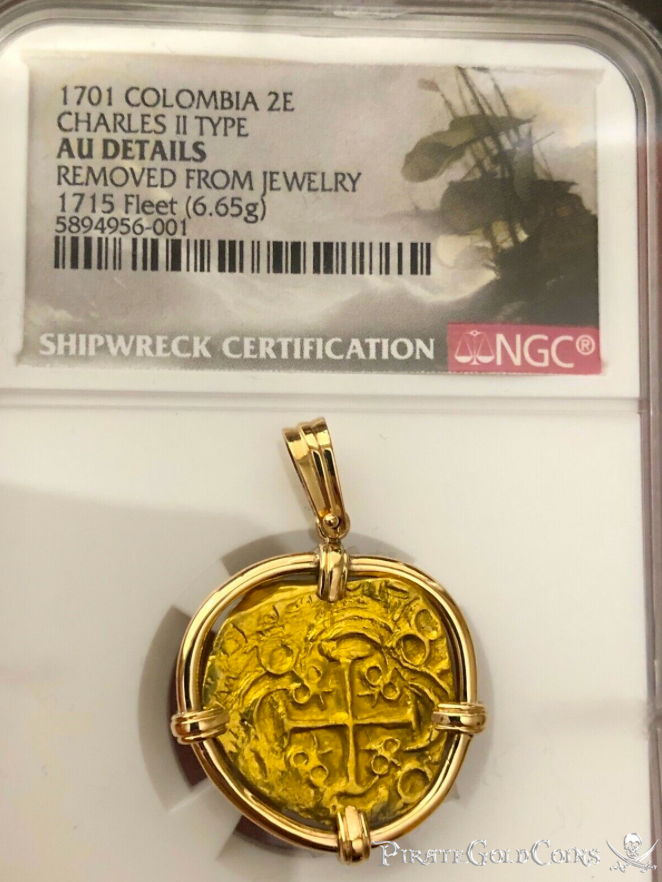 1701 COLOMBIA 2E
CHARLES II TYPE
AU DETAILS
REMOVED FROM JEWELRY
1715 Fleet (6.65g)
5894956-001
SHIPWRECK CERTIFICATION NGC®
PIRATEGOLDCOINS